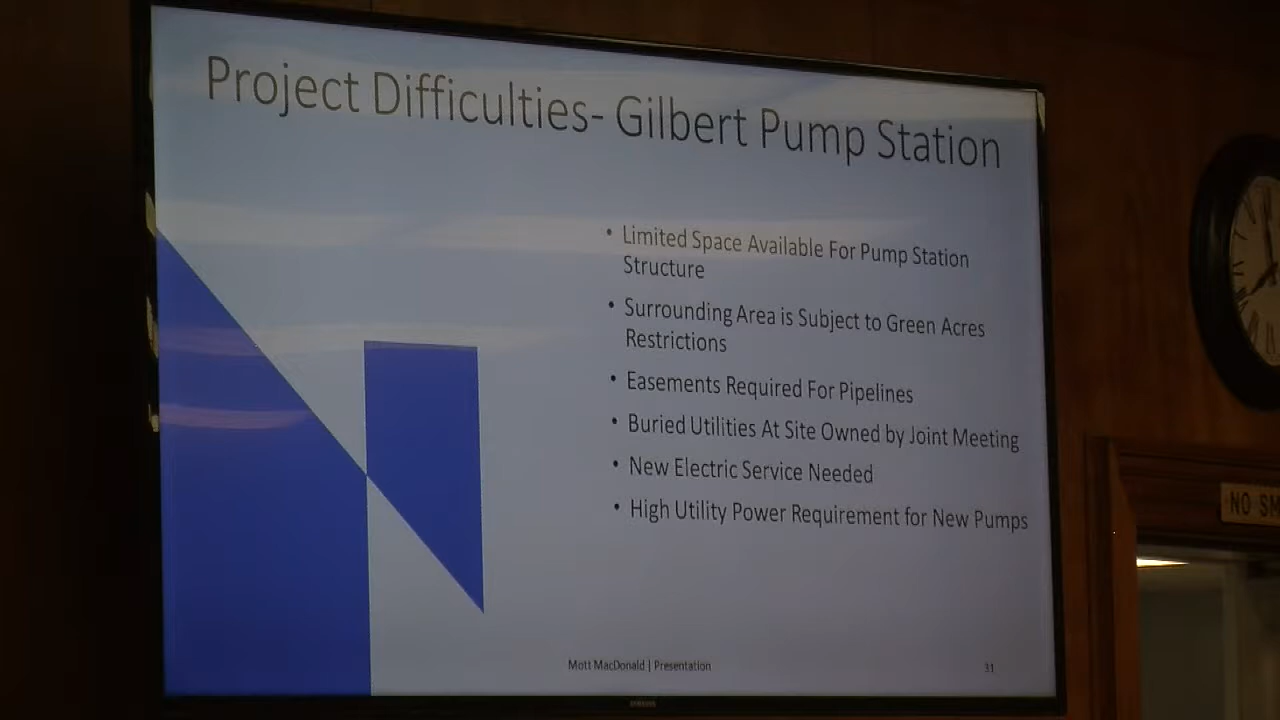 Project Difficulties- Gilbert Pump Station
• Limited Space Available For Pump Station
Structure
• Surrounding Area is Subject to Green Acres
Restrictions
• Easements Required For Pipelines
• Buried Utilities At Site Owned by Joint Meeting
• New Electric Service Needed
• High Utility Power Requirement for New Pumps
Mott MacDonald | Presentation
31
SAMSUNG
NO SM